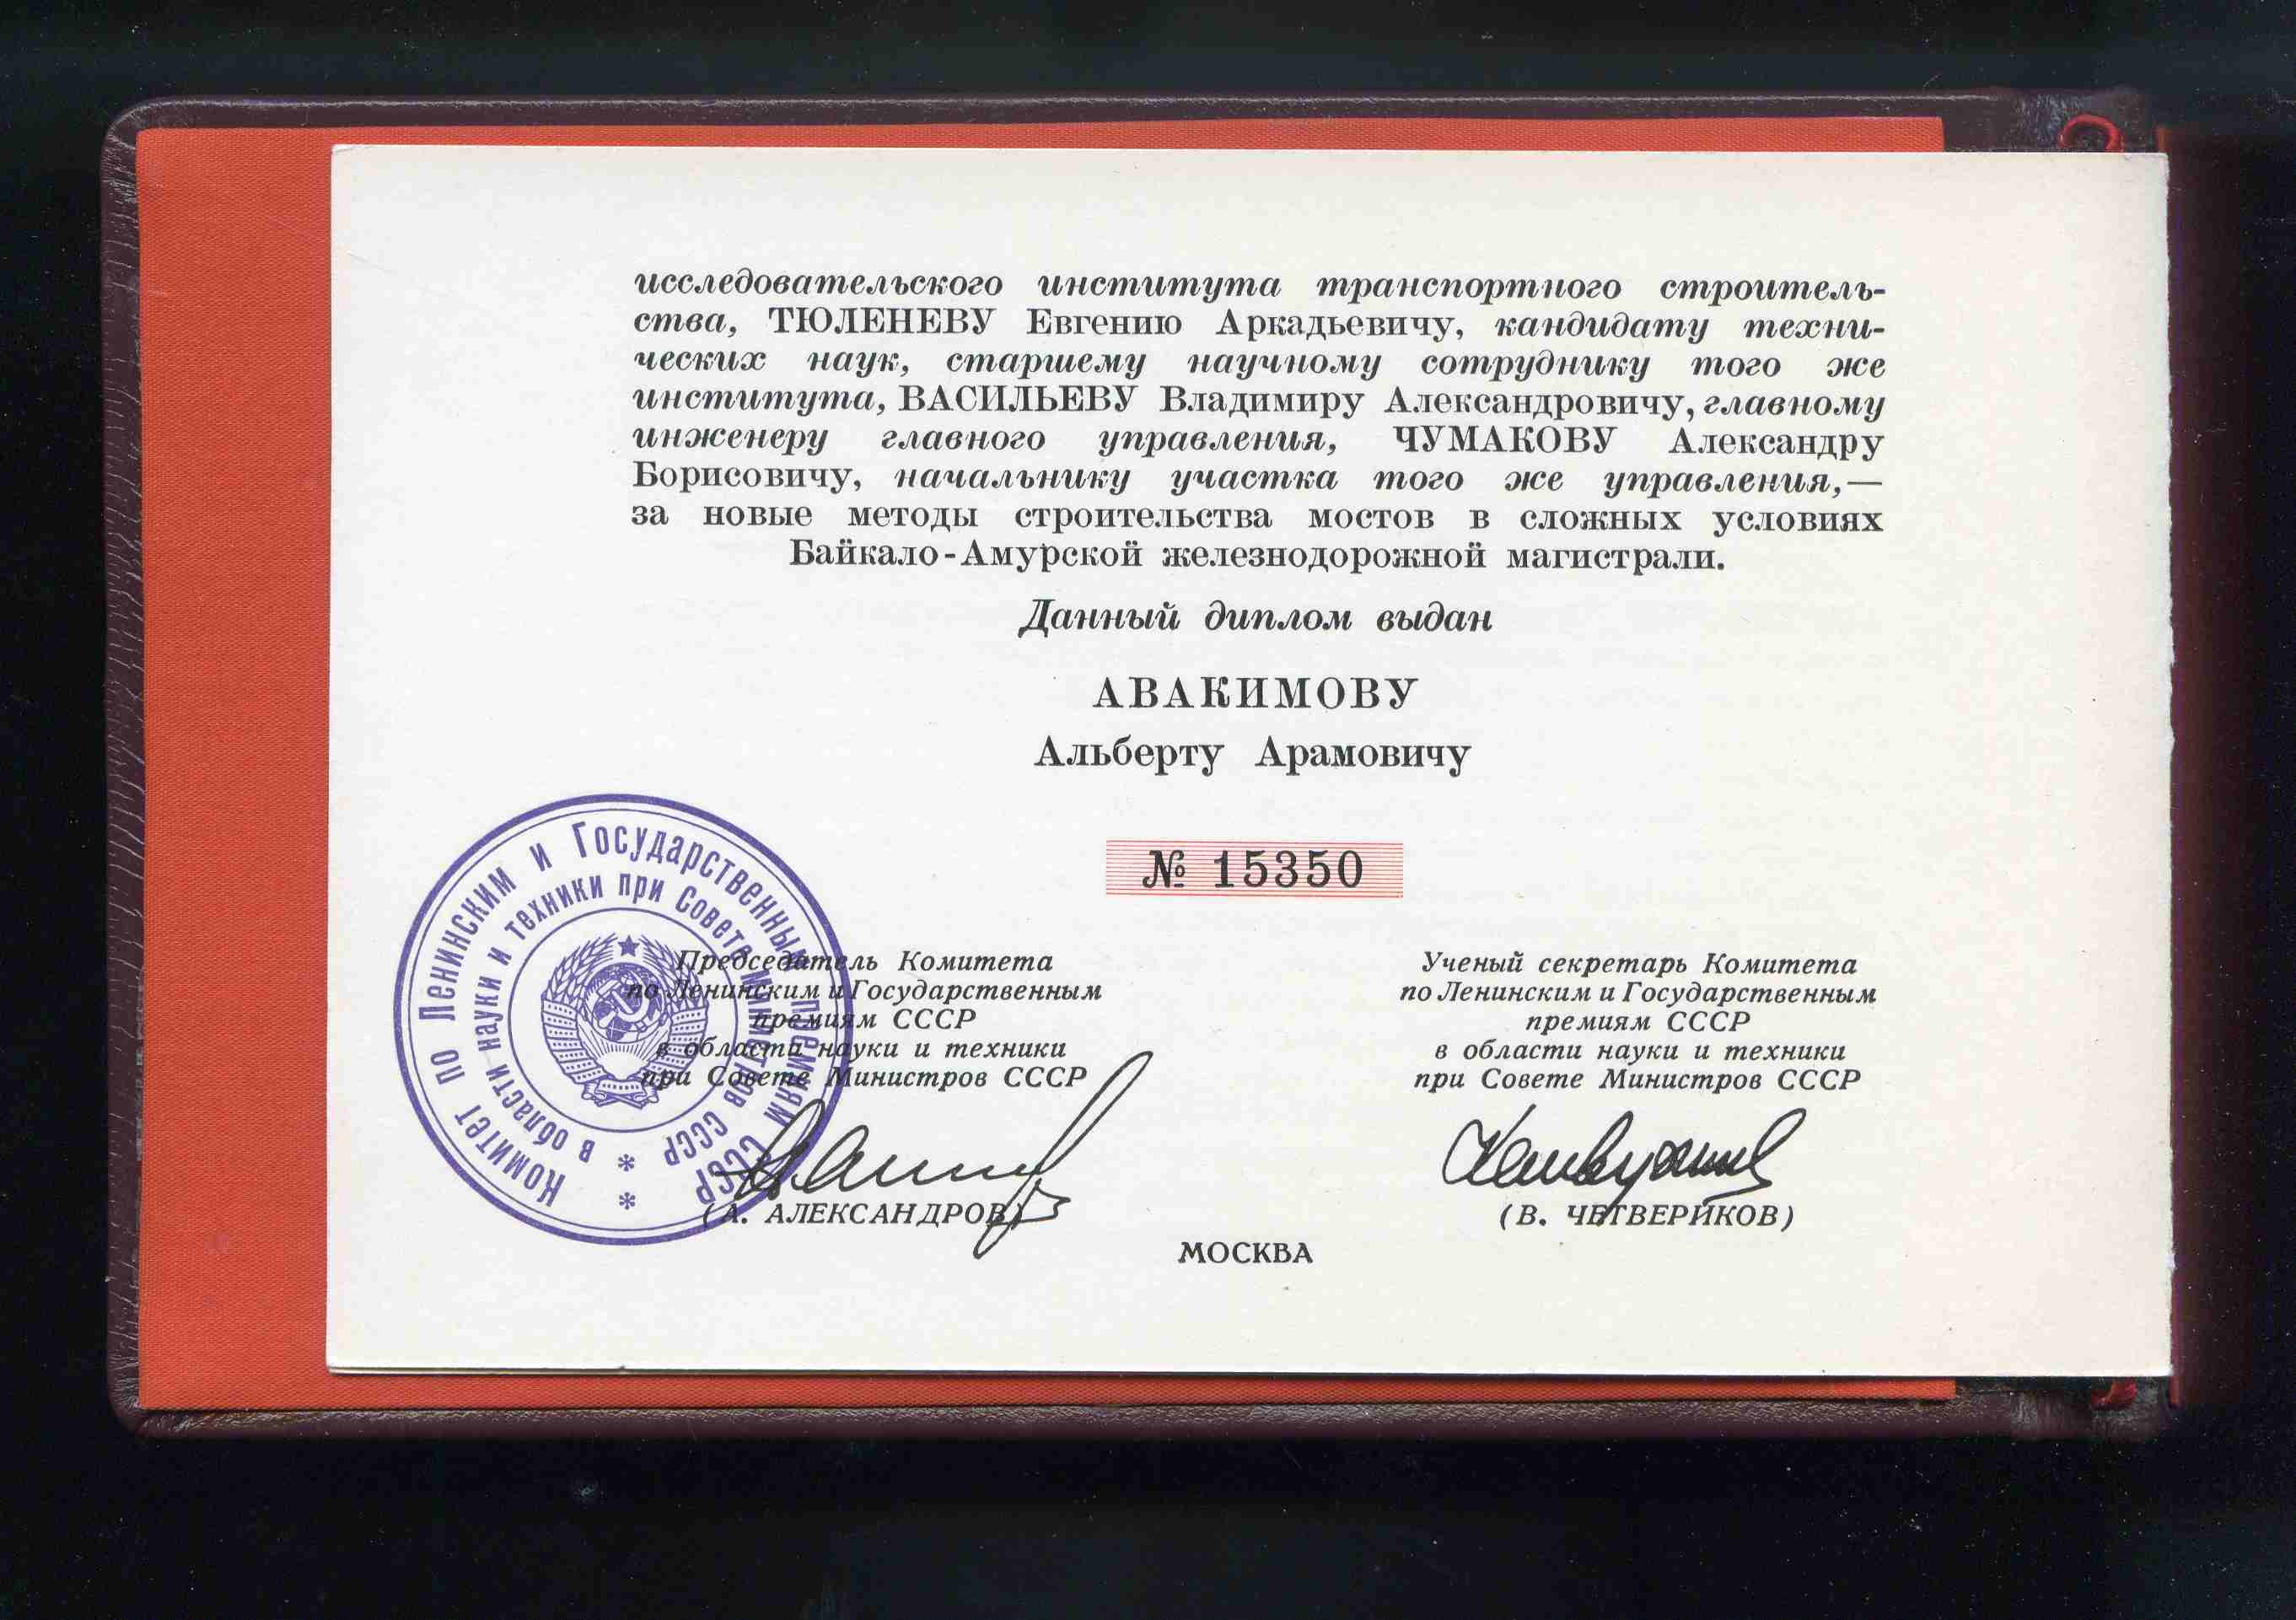 исследовательского института транспортного строитель-
ства, ТЮЛЕНЕВУ Евгению Аркадьевичу, кандидату техни-
ческих наук, старшему научному сотруднику того же
института, ВАСИЛЬЕВУ Владимиру Александровичу, главному
инженеру главного управления, ЧУМАКОВУ Александру
Борисовичу, начальнику участка того же управления,—
за новые методы строительства мостов в сложных условиях
Байкало-Амурской железнодорожной магистрали.
Данный диплом выдан
АВАКИМОВУ
Альберту Арамовичу
№ 15350
Комитет по Ленинским и Государственным премиям СССР
в области науки и техники при Совете Министров СССР
Председатель Комитета
по Ленинским и Государственным
премиям СССР
в области науки и техники
при Совете Министров СССР
(А. АЛЕКСАНДРОВ)
Ученый секретарь Комитета
по Ленинским и Государственным
премиям СССР
в области науки и техники
при Совете Министров СССР
(В. ЧЕТВЕРИКОВ)
МОСКВА